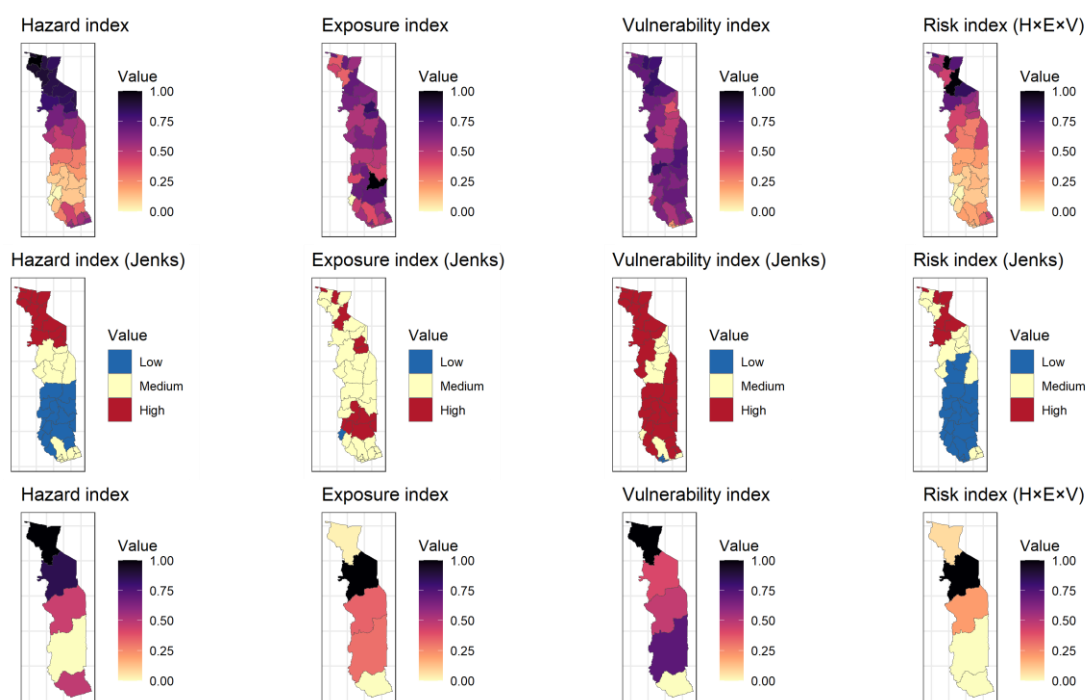 Hazard index
Exposure index
Vulnerability index
Risk index (H×E×V)
Value
1.00
0.75
0.50
0.25
0.00
Value
1.00
0.75
0.50
0.25
0.00
Value
1.00
0.75
0.50
0.25
0.00
Value
1.00
0.75
0.50
0.25
0.00
Hazard index (Jenks)
Exposure index (Jenks)
Vulnerability index (Jenks)
Risk index (Jenks)
Value
Low
Medium
High
Value
Low
Medium
High
Value
Low
Medium
High
Value
Low
Medium
High
Hazard index
Exposure index
Vulnerability index
Risk index (H×E×V)
Value
1.00
0.75
0.50
0.25
0.00
Value
1.00
0.75
0.50
0.25
0.00
Value
1.00
0.75
0.50
0.25
0.00
Value
1.00
0.75
0.50
0.25
0.00